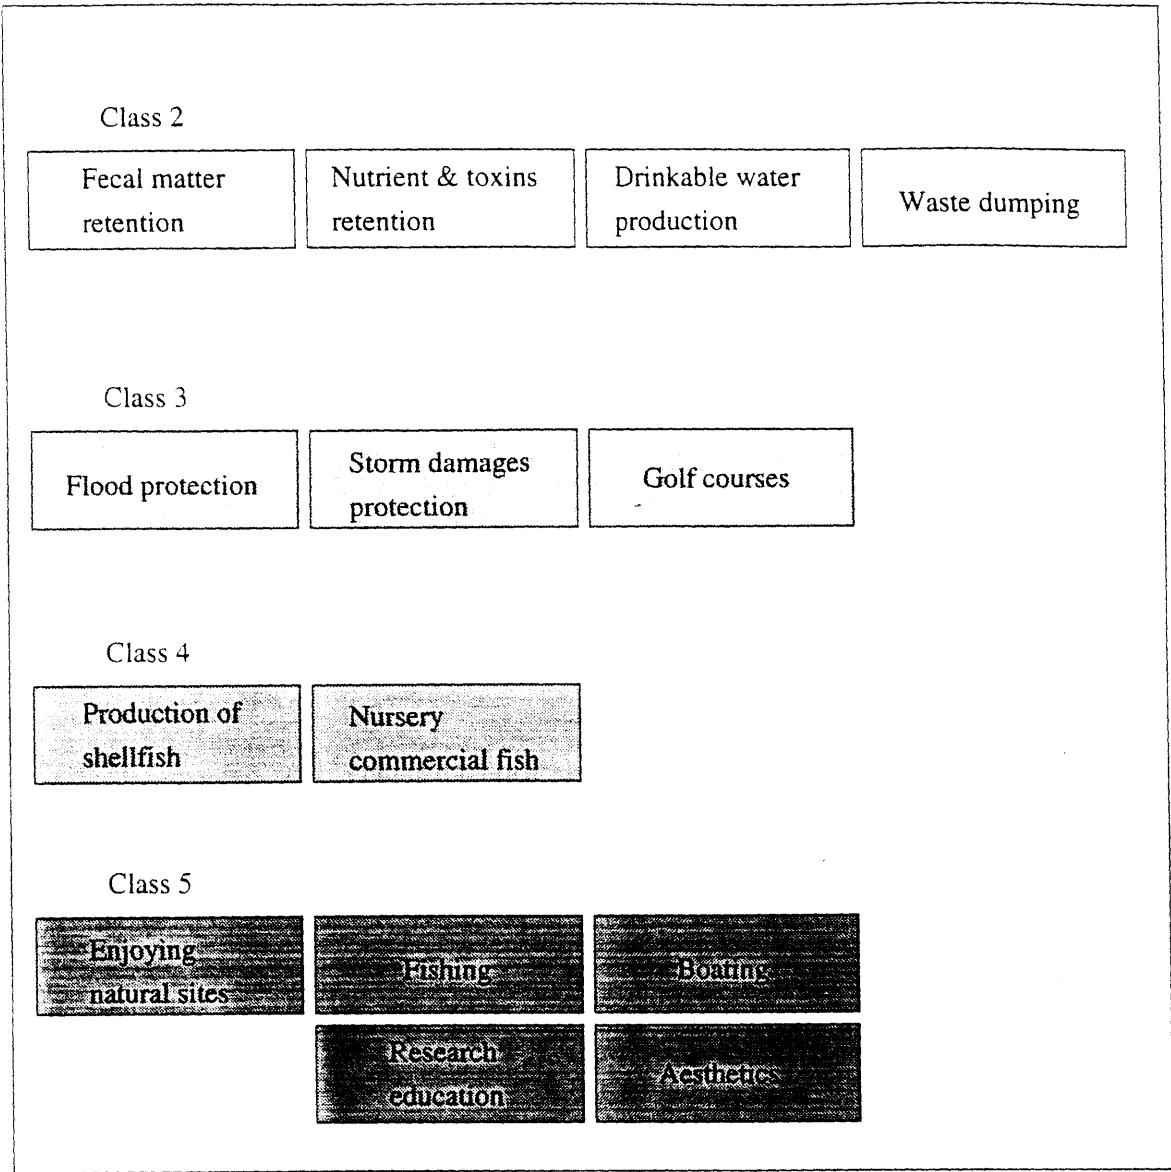 Class 2
Fecal matter
retention
Nutrient & toxins
retention
Drinkable water
production
Waste dumping
Class 3
Flood protection
Storm damages
protection
Golf courses
Class 4
Production of
shellfish
Nursery
commercial fish
Class 5
Enjoying
natural sites
Fishing
Boating
Research
education
Aesthetics